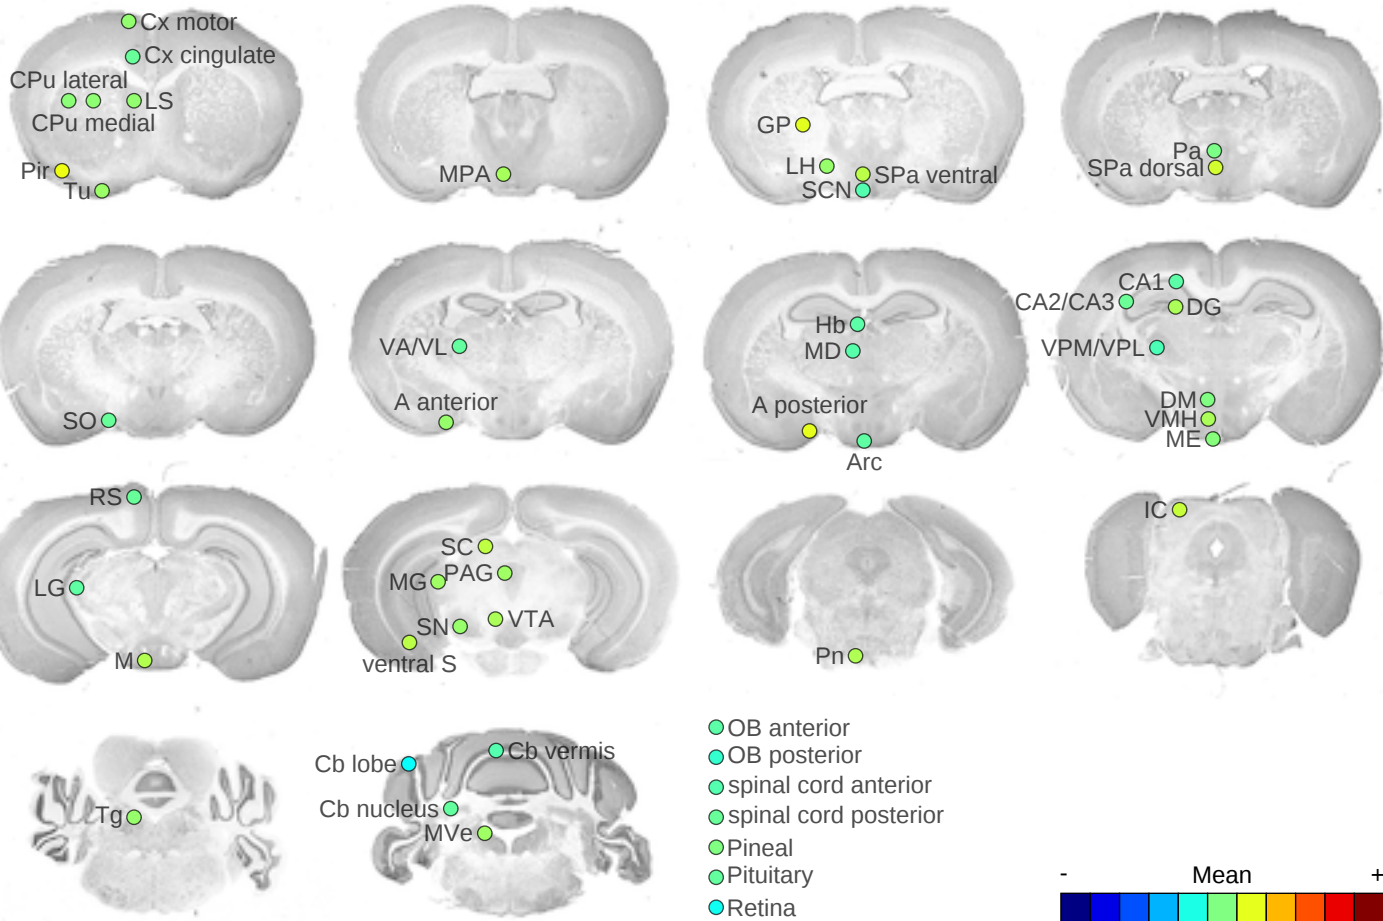 Cx motor
Cx cingulate
CPu lateral
LS
CPu medial
Pir
Tu
MPA
GP
LH
SPa ventral
SCN
Pa
SPa dorsal
SO
VA/VL
A anterior
Hb
MD
A posterior
Arc
CA1
CA2/CA3
DG
VPM/VPL
DM
VMH
ME
RS
LG
M
SC
PAG
MG
SN
VTA
ventral S
Pn
IC
Tg
Cb lobe
Cb vermis
Cb nucleus
MVe
OB anterior
OB posterior
spinal cord anterior
spinal cord posterior
Pineal
Pituitary
Retina
- Mean +